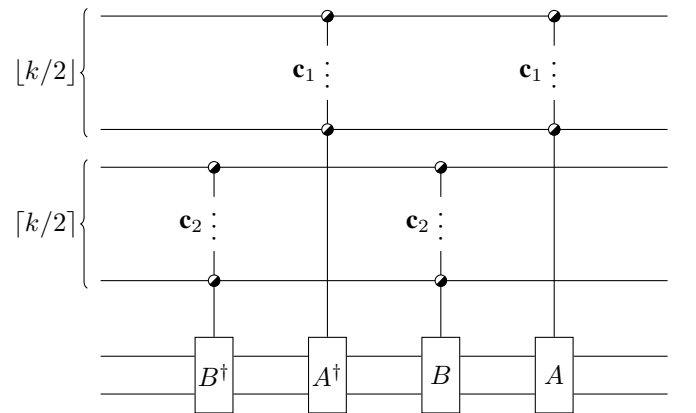 ⌊k/2⌋
c₁ ⋮ c₁ ⋮
⌈k/2⌉
c₂ ⋮ c₂ ⋮
B† A† B A